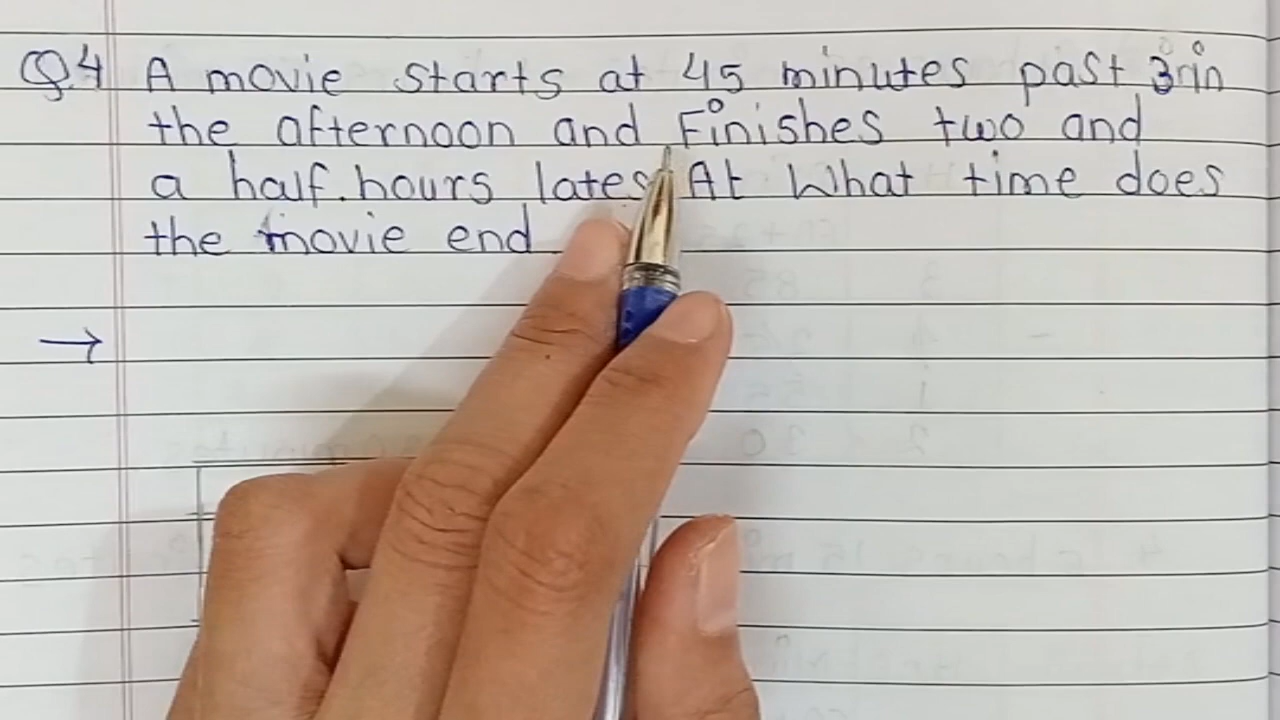 Q.4 A movie starts at 45 minutes past 3 in
the afternoon and Finishes two and
a half. hours late At What time does
the movie end
→